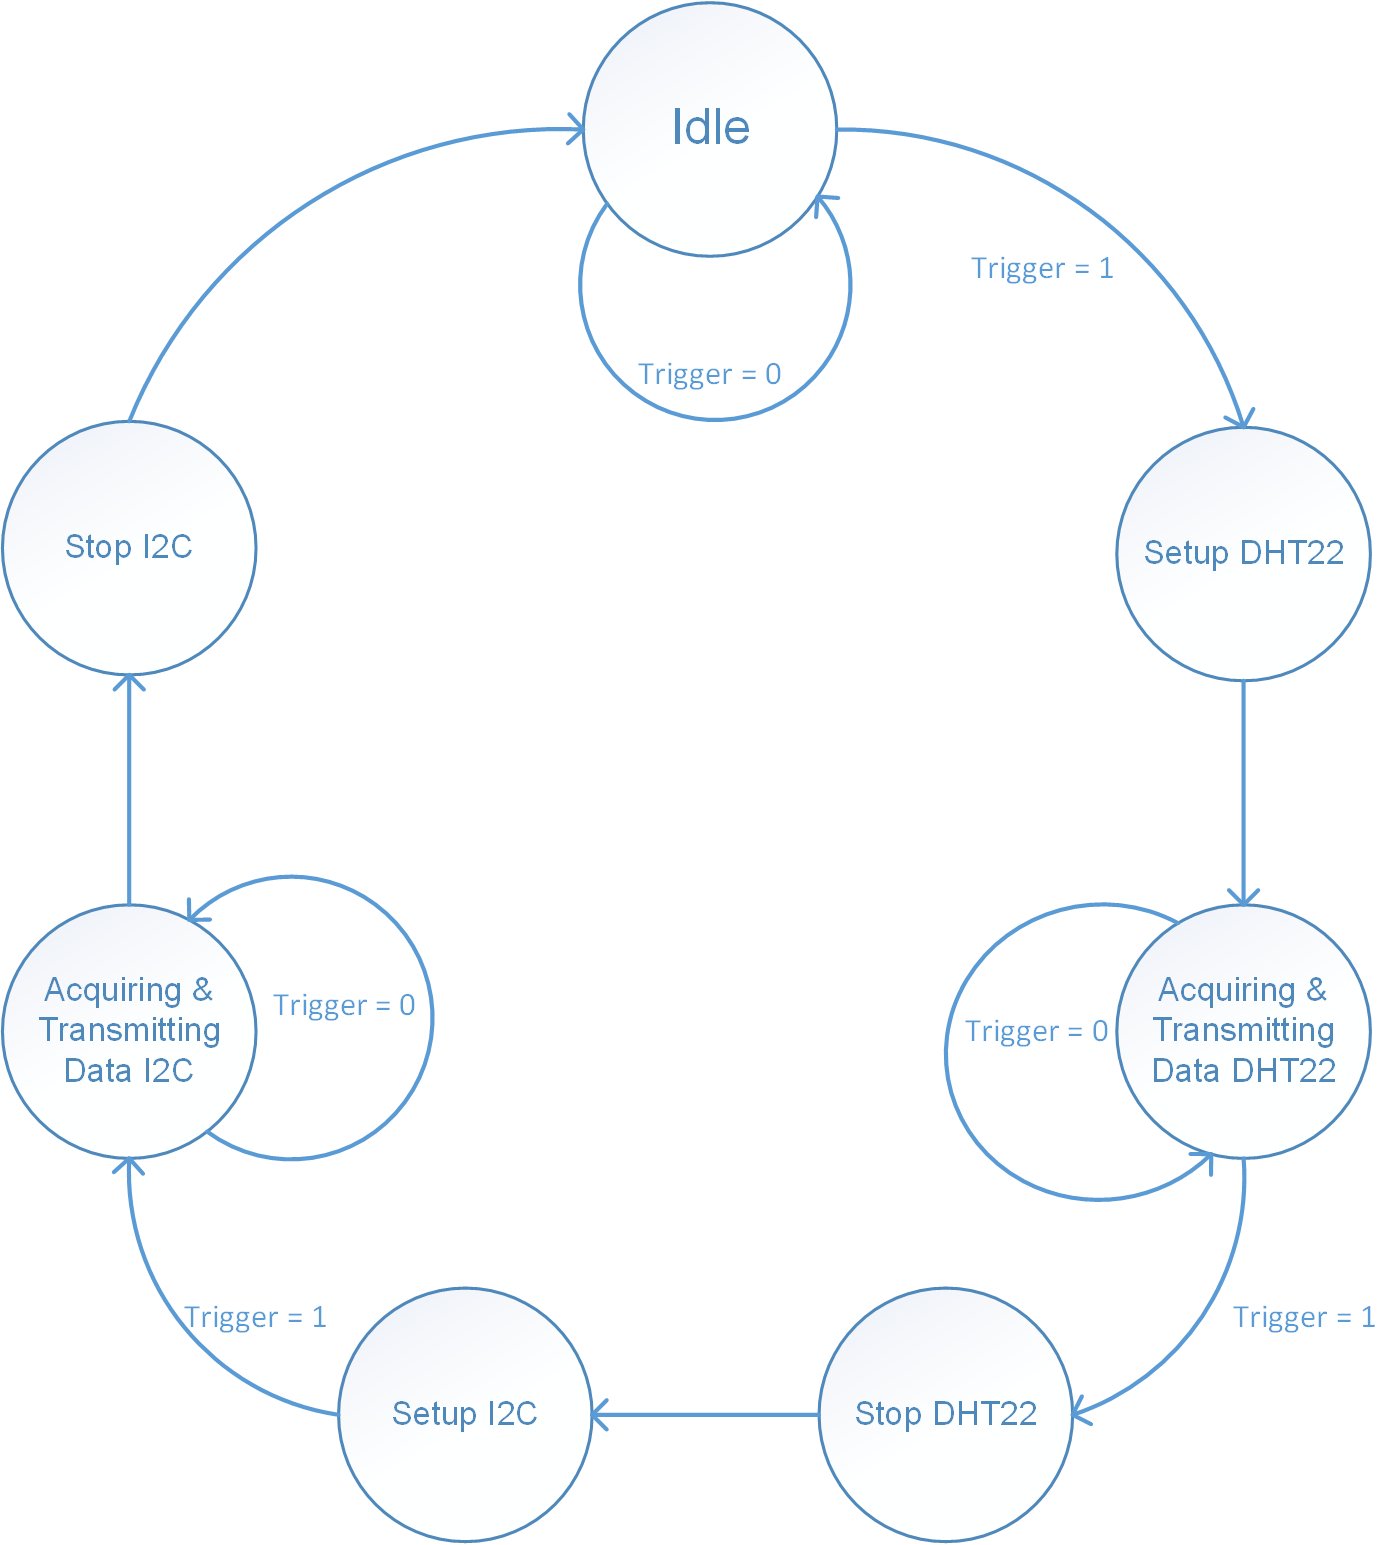 Idle
Trigger = 1
Trigger = 0
Stop I2C
Setup DHT22
Acquiring &
Transmitting
Data I2C
Trigger = 0
Trigger = 0
Acquiring &
Transmitting
Data DHT22
Trigger = 1
Trigger = 1
Setup I2C
Stop DHT22